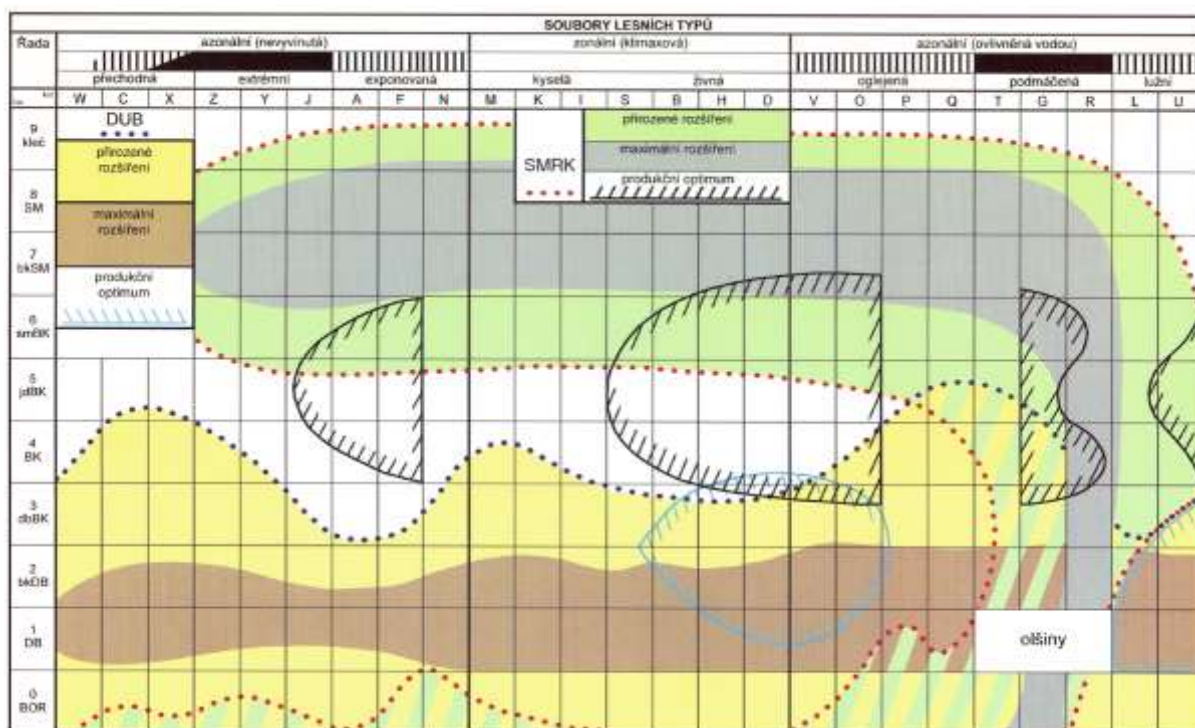 SOUBORY LESNÍCH TYPŮ
Řada
azonální (nevyvinutá)
zonální (klimaxová)
azonální (ovlivněná vodou)
přechodná extrémní exponovaná kyselá živná oglejená podmáčená lužní
W C X Z Y J A F N M K I S B H D V O P Q T G R L U
9
kleč
8
SM
7
bkSM
6
smBK
5
jdBK
4
BK
3
dbBK
2
bkDB
1
DB
0
BOR
DUB
přirozené
rozšíření
maximální
rozšíření
produkční
optimum
SMRK
přirozené rozšíření
maximální rozšíření
produkční optimum
olšiny